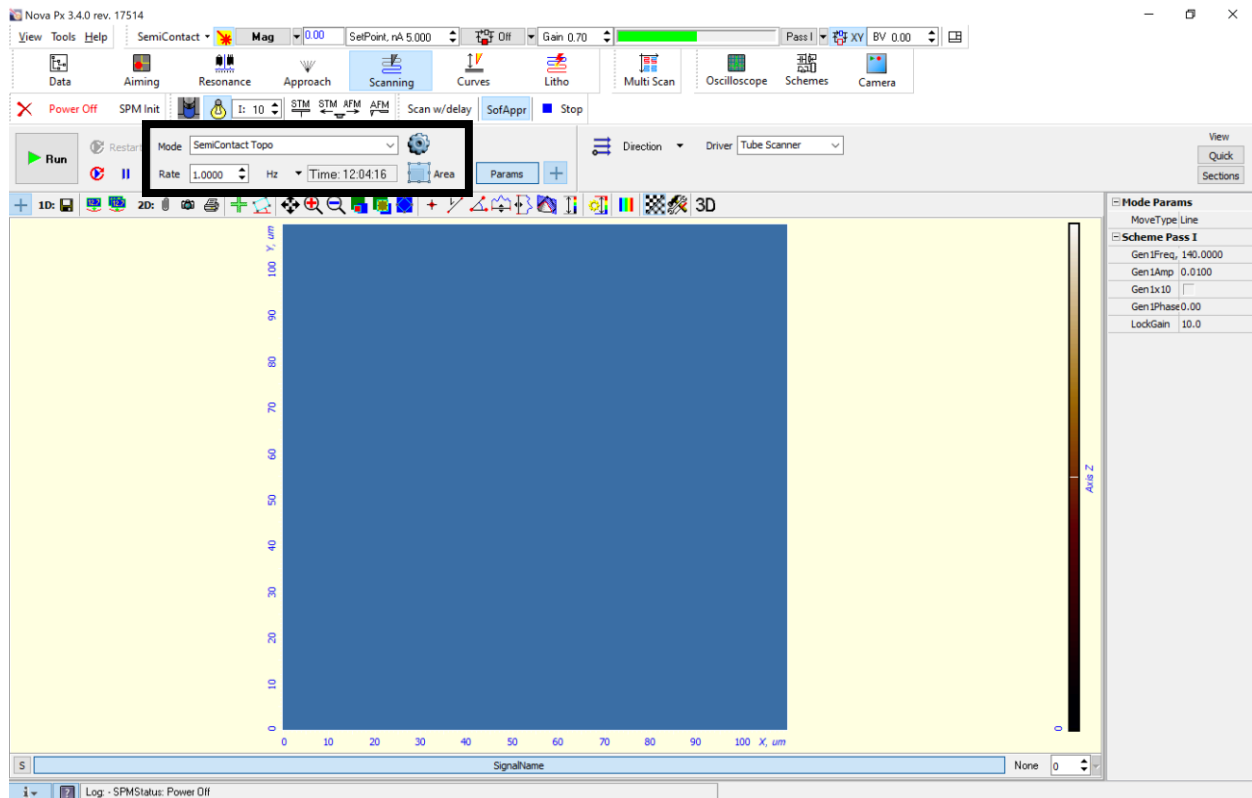 Nova Px 3.4.0 rev. 17514
View Tools Help SemiContact Mag 0.00 SetPoint, nA 5.000 Off Gain 0.70 Pass I XY BV 0.00
Data Aiming Resonance Approach Scanning Curves Litho Multi Scan Oscilloscope Schemes Camera
Power Off SPM Init I: 10 STM STM AFM AFM Scan w/delay SofAppr Stop
Run Restart Mode SemiContact Topo Direction Driver Tube Scanner View
Quick
Rate 1.0000 Hz Time: 12:04:16 Area Params Sections
1D: 2D: 3D
Mode Params
MoveType Line
Scheme Pass I
Gen1Freq, 140.0000
Gen1Amp 0.0100
Gen1x10
Gen1Phase 0.00
LockGain 10.0
Y, um
100
90
80
70
60
50
40
30
20
10
0
Axis Z
0
0 10 20 30 40 50 60 70 80 90 100 X, um
S SignalName None 0
i ? Log: - SPMStatus: Power Off